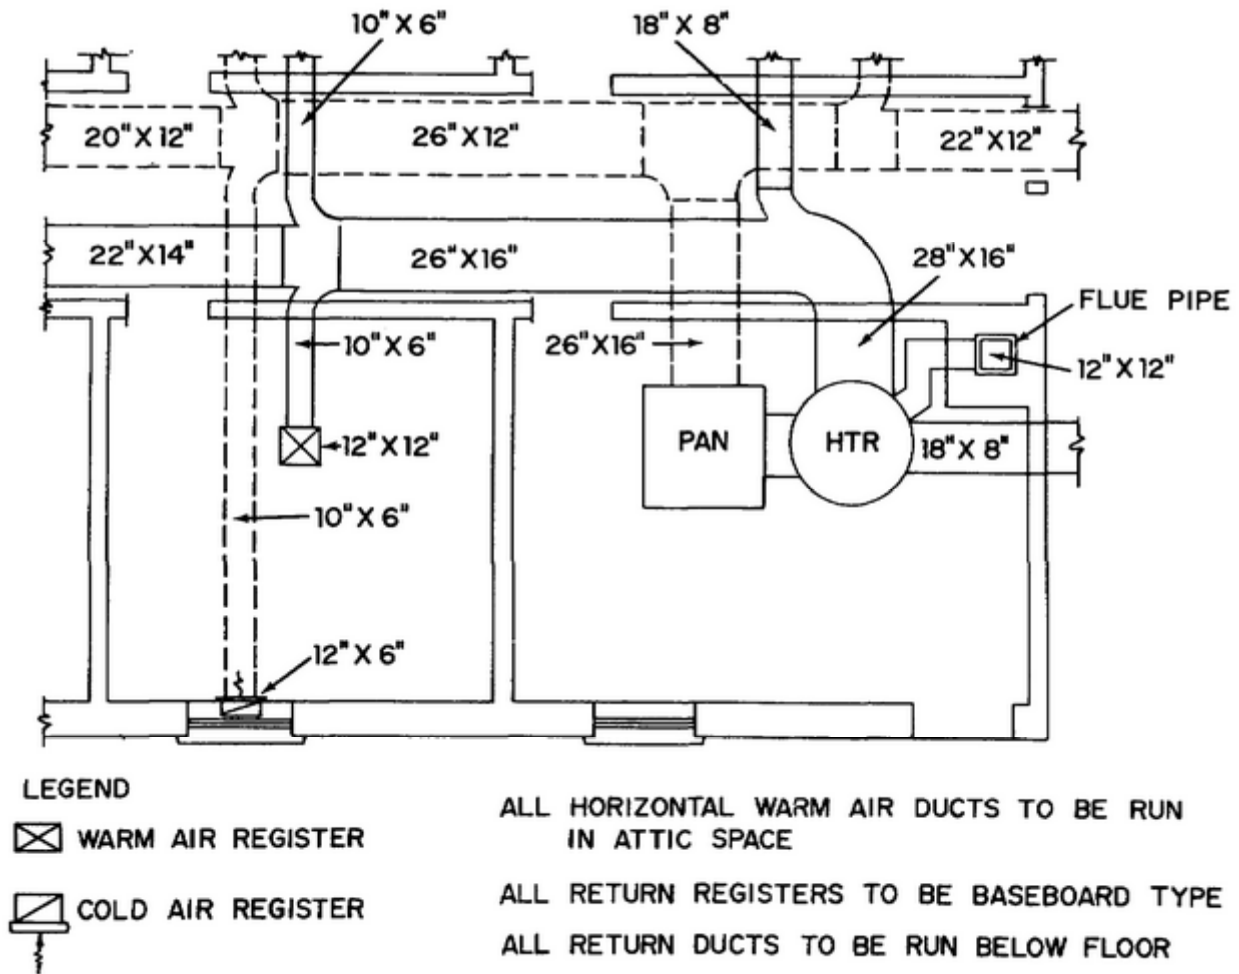 10" X 6"
18" X 8"
20" X 12"
26" X 12"
22" X 12"
22" X 14"
26" X 16"
28" X 16"
FLUE PIPE
10" X 6"
26" X 16"
12" X 12"
12" X 12"
PAN
HTR
18" X 8"
10" X 6"
12" X 6"
LEGEND
WARM AIR REGISTER
COLD AIR REGISTER
ALL HORIZONTAL WARM AIR DUCTS TO BE RUN
IN ATTIC SPACE
ALL RETURN REGISTERS TO BE BASEBOARD TYPE
ALL RETURN DUCTS TO BE RUN BELOW FLOOR